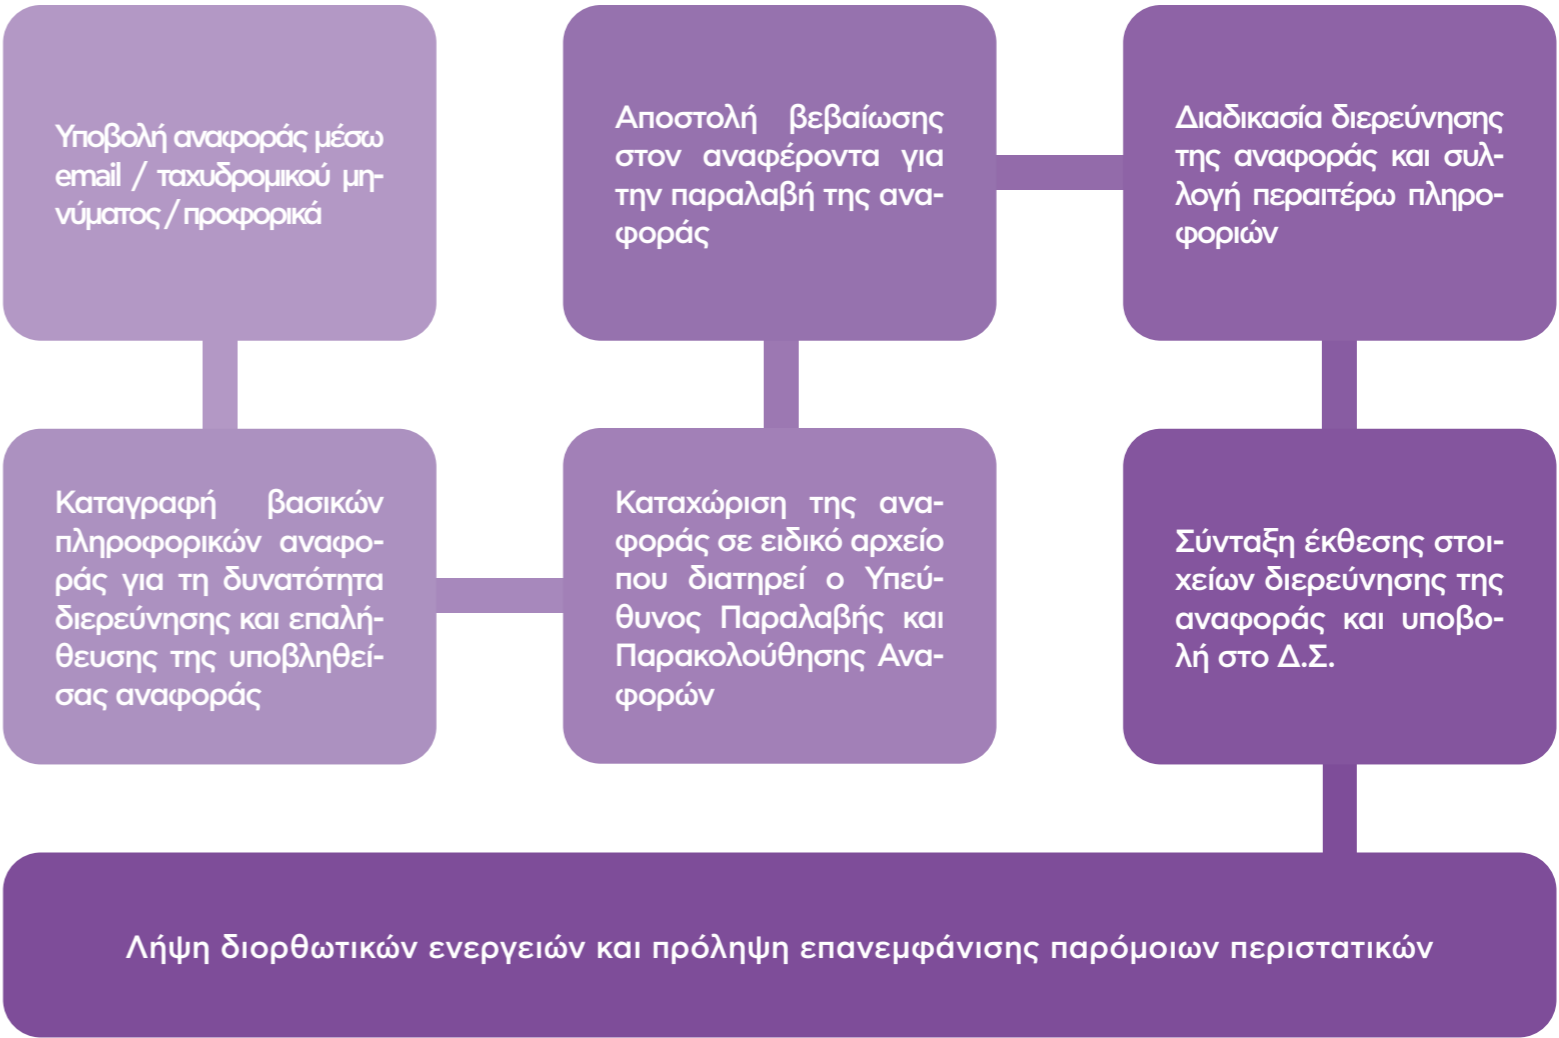 Υποβολή αναφοράς μέσω
email / ταχυδρομικού μη-
νύματος / προφορικά
Καταγραφή βασικών
πληροφορικών αναφο-
ράς για τη δυνατότητα
διερεύνησης και επαλή-
θευσης της υποβληθεί-
σας αναφοράς
Καταχώριση της ανα-
φοράς σε ειδικό αρχείο
που διατηρεί ο Υπεύ-
θυνος Παραλαβής και
Παρακολούθησης Ανα-
φορών
Αποστολή βεβαίωσης
στον αναφέροντα για
την παραλαβή της ανα-
φοράς
Διαδικασία διερεύνησης
της αναφοράς και συλ-
λογή περαιτέρω πληρο-
φοριών
Σύνταξη έκθεσης στοι-
χείων διερεύνησης της
αναφοράς και υποβο-
λή στο Δ.Σ.
Λήψη διορθωτικών ενεργειών και πρόληψη επανεμφάνισης παρόμοιων περιστατικών